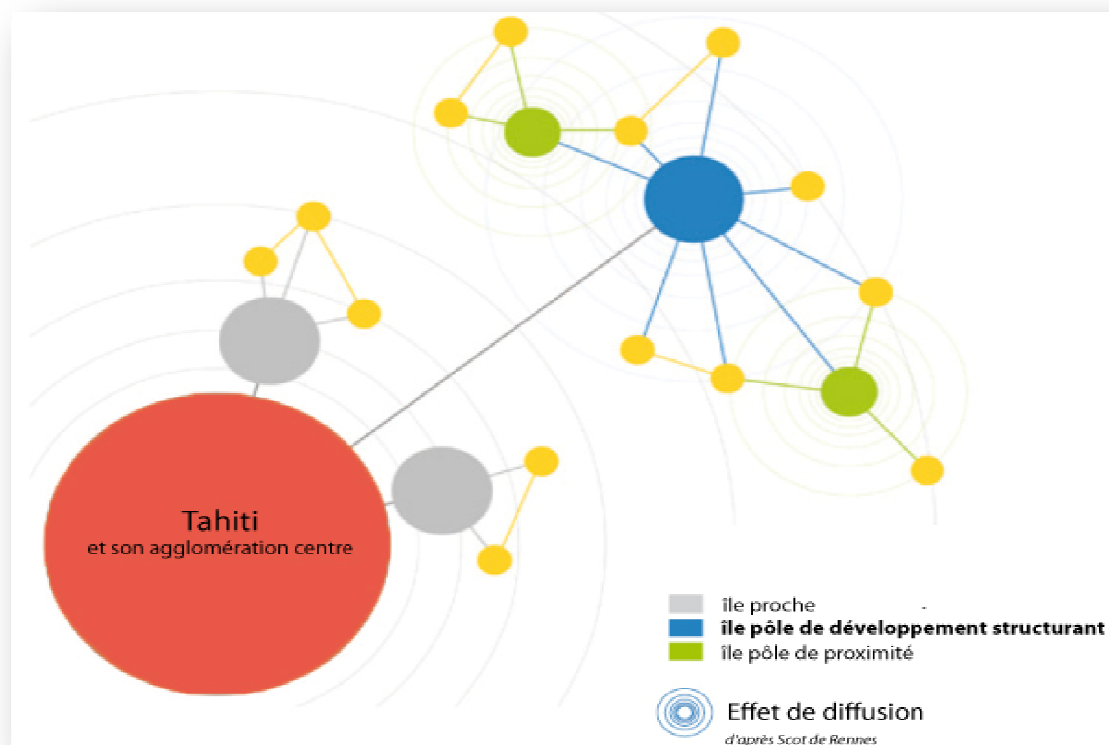 Tahiti
et son agglomération centre
île proche
île pôle de développement structurant
île pôle de proximité
Effet de diffusion
d'après Scot de Rennes